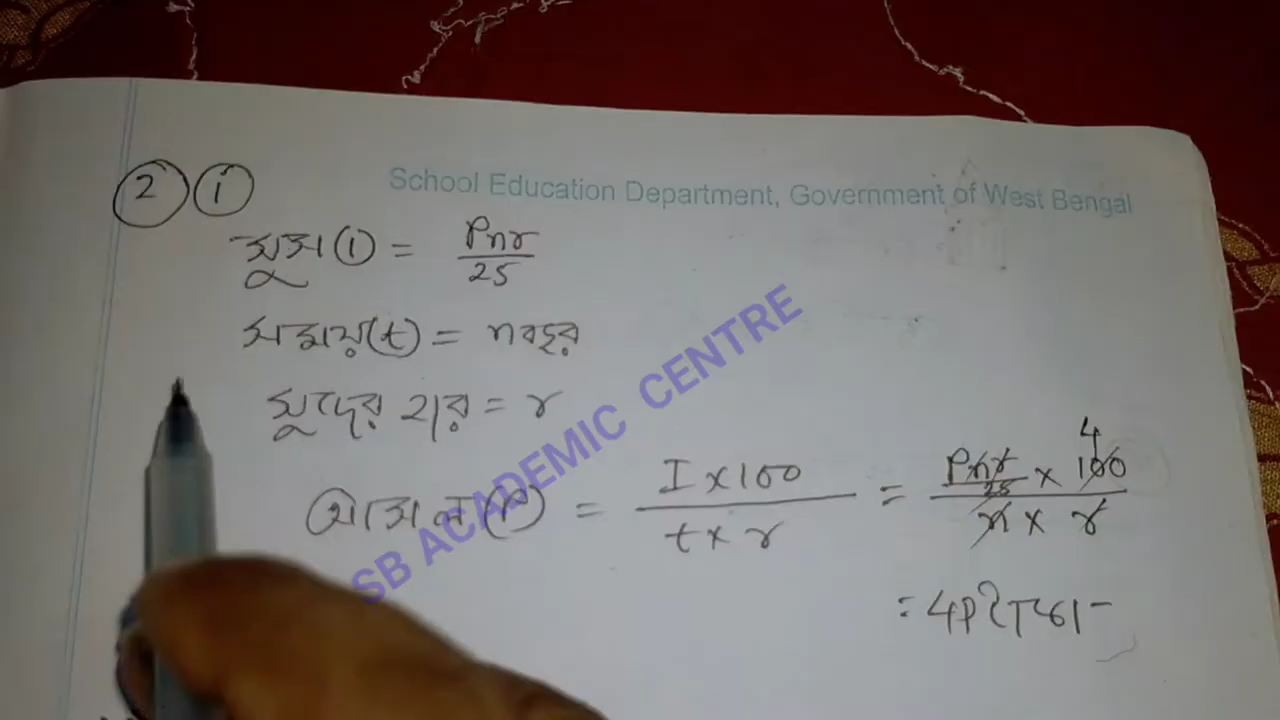 2 i
School Education Department, Government of West Bengal
সুদ (I) = Pnr/25
সময় (t) = n বছর
সুদের হার = r
আসল (P) = I × 100 / t × r = Pnr/25 × 100 4 / n × r
= 4P টাকা
SB ACADEMIC CENTRE